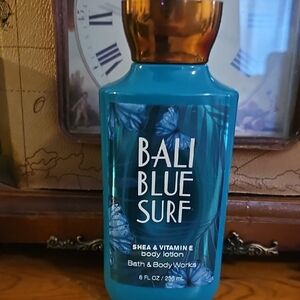 BALI
BLUE
SURF
SHEA & VITAMIN E
body lotion
Bath & Body Works
8 FL OZ / 236 mL